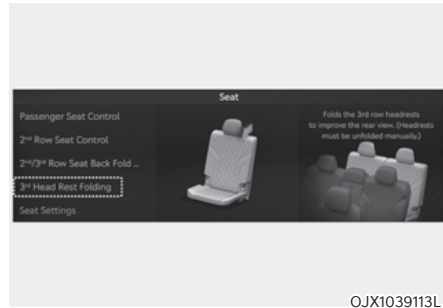 Seat
Passenger Seat Control
2nd Row Seat Control
2nd/3rd Row Seat Back Fold ...
3rd Head Rest Folding
Seat Settings
Folds the 3rd row headrests
to improve the rear view. (Headrests
must be unfolded manually.)
OJX1039113L